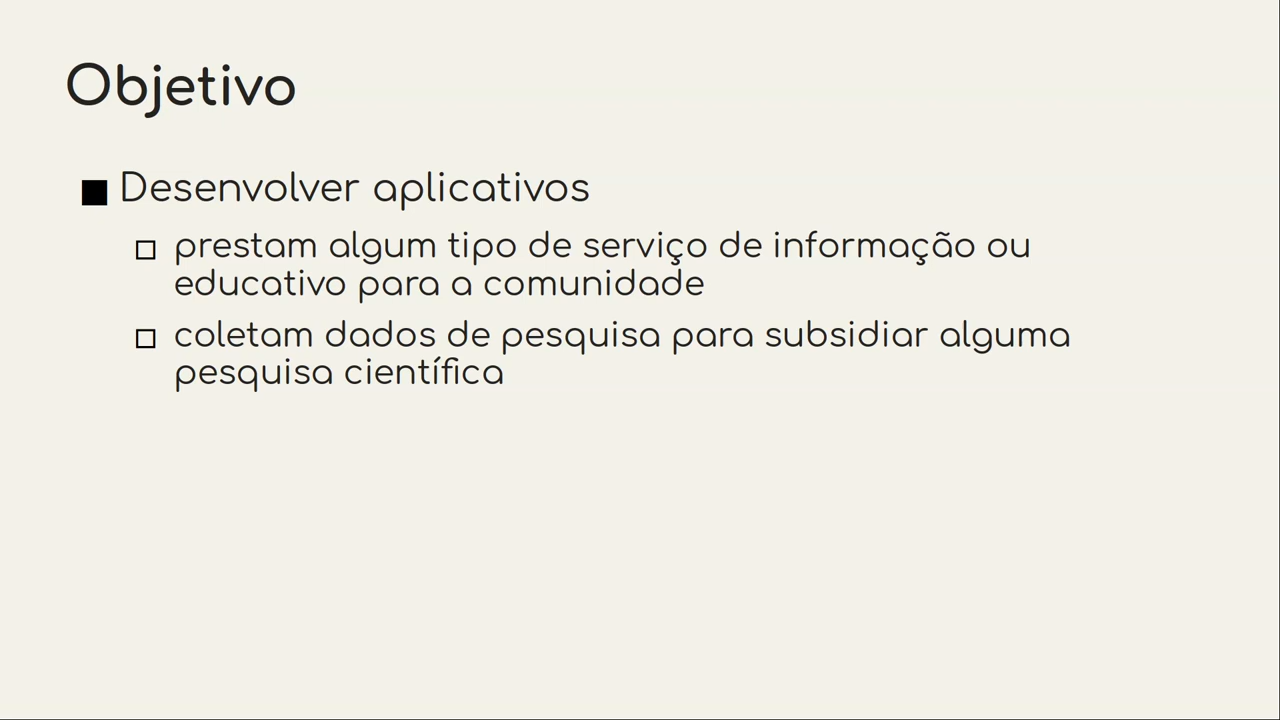 Objetivo
Desenvolver aplicativos
prestam algum tipo de serviço de informação ou
educativo para a comunidade
coletam dados de pesquisa para subsidiar alguma
pesquisa científica